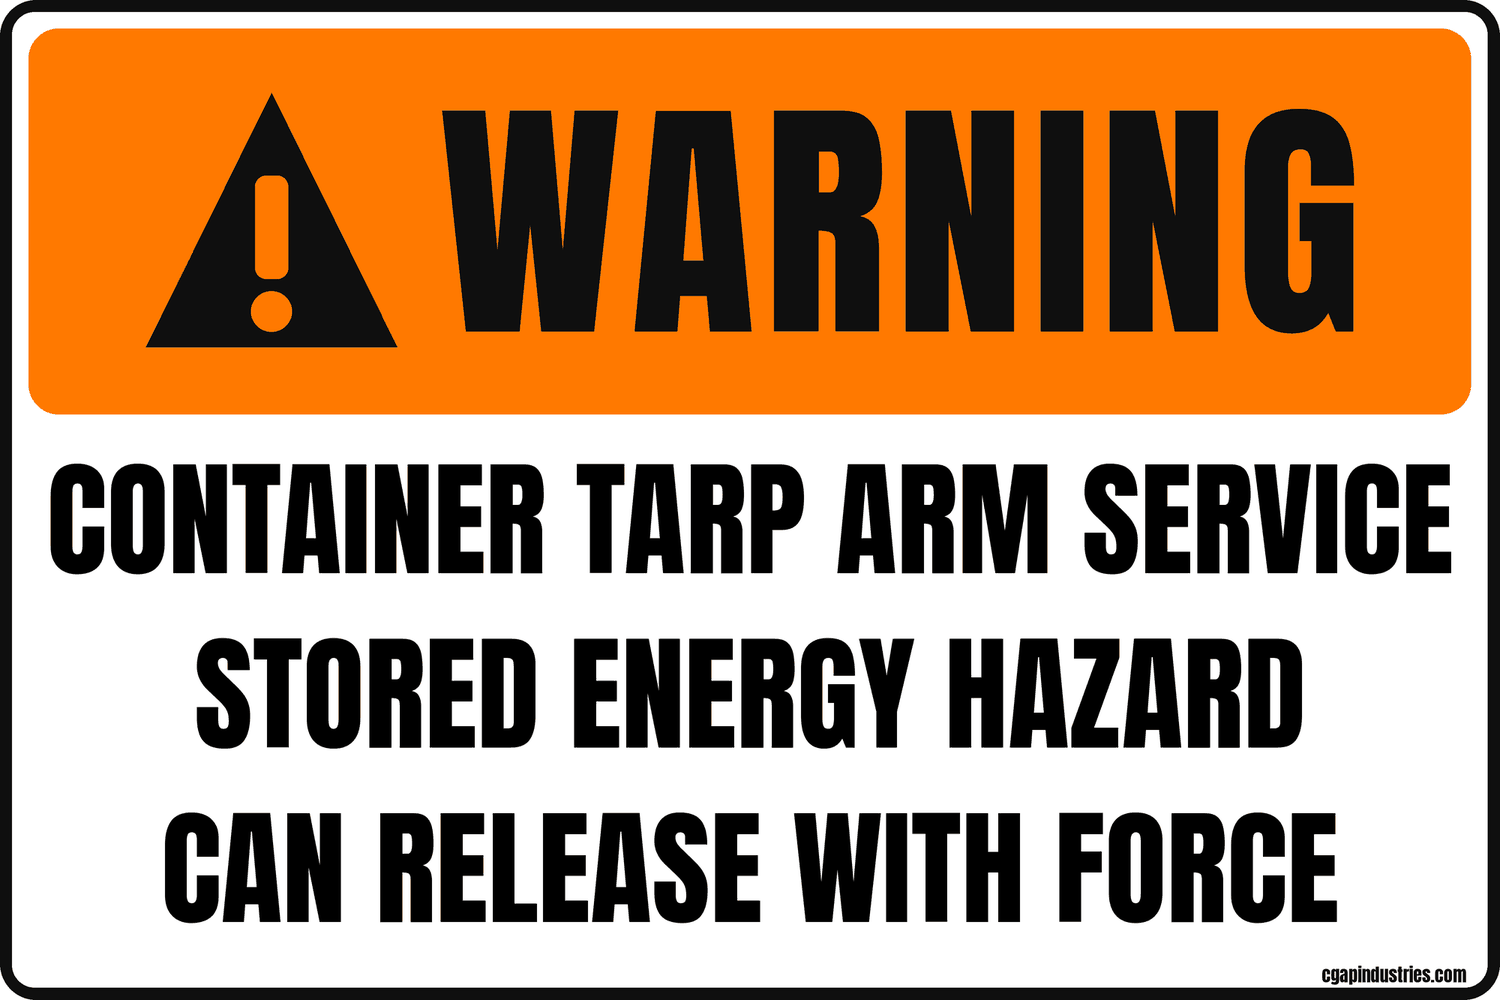 WARNING
CONTAINER TARP ARM SERVICE
STORED ENERGY HAZARD
CAN RELEASE WITH FORCE
cgapindustries.com